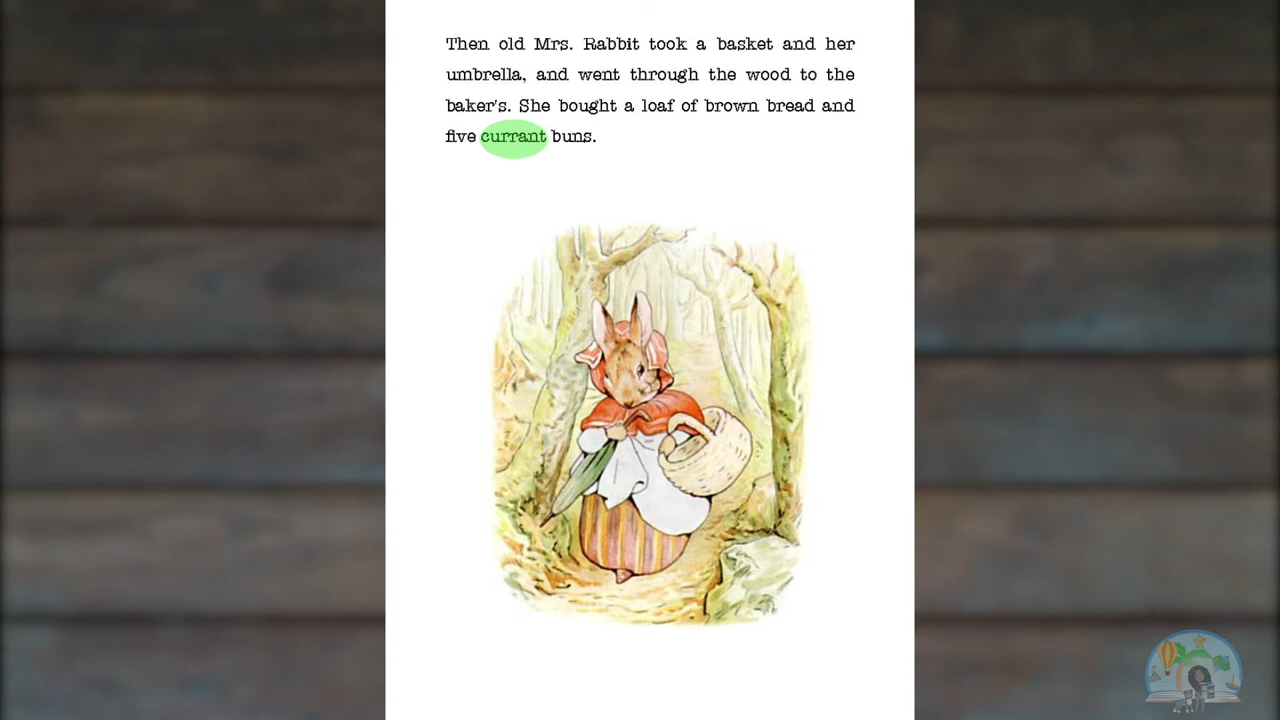 Then old Mrs. Rabbit took a basket and her
umbrella, and went through the wood to the
baker's. She bought a loaf of brown bread and
five currant buns.